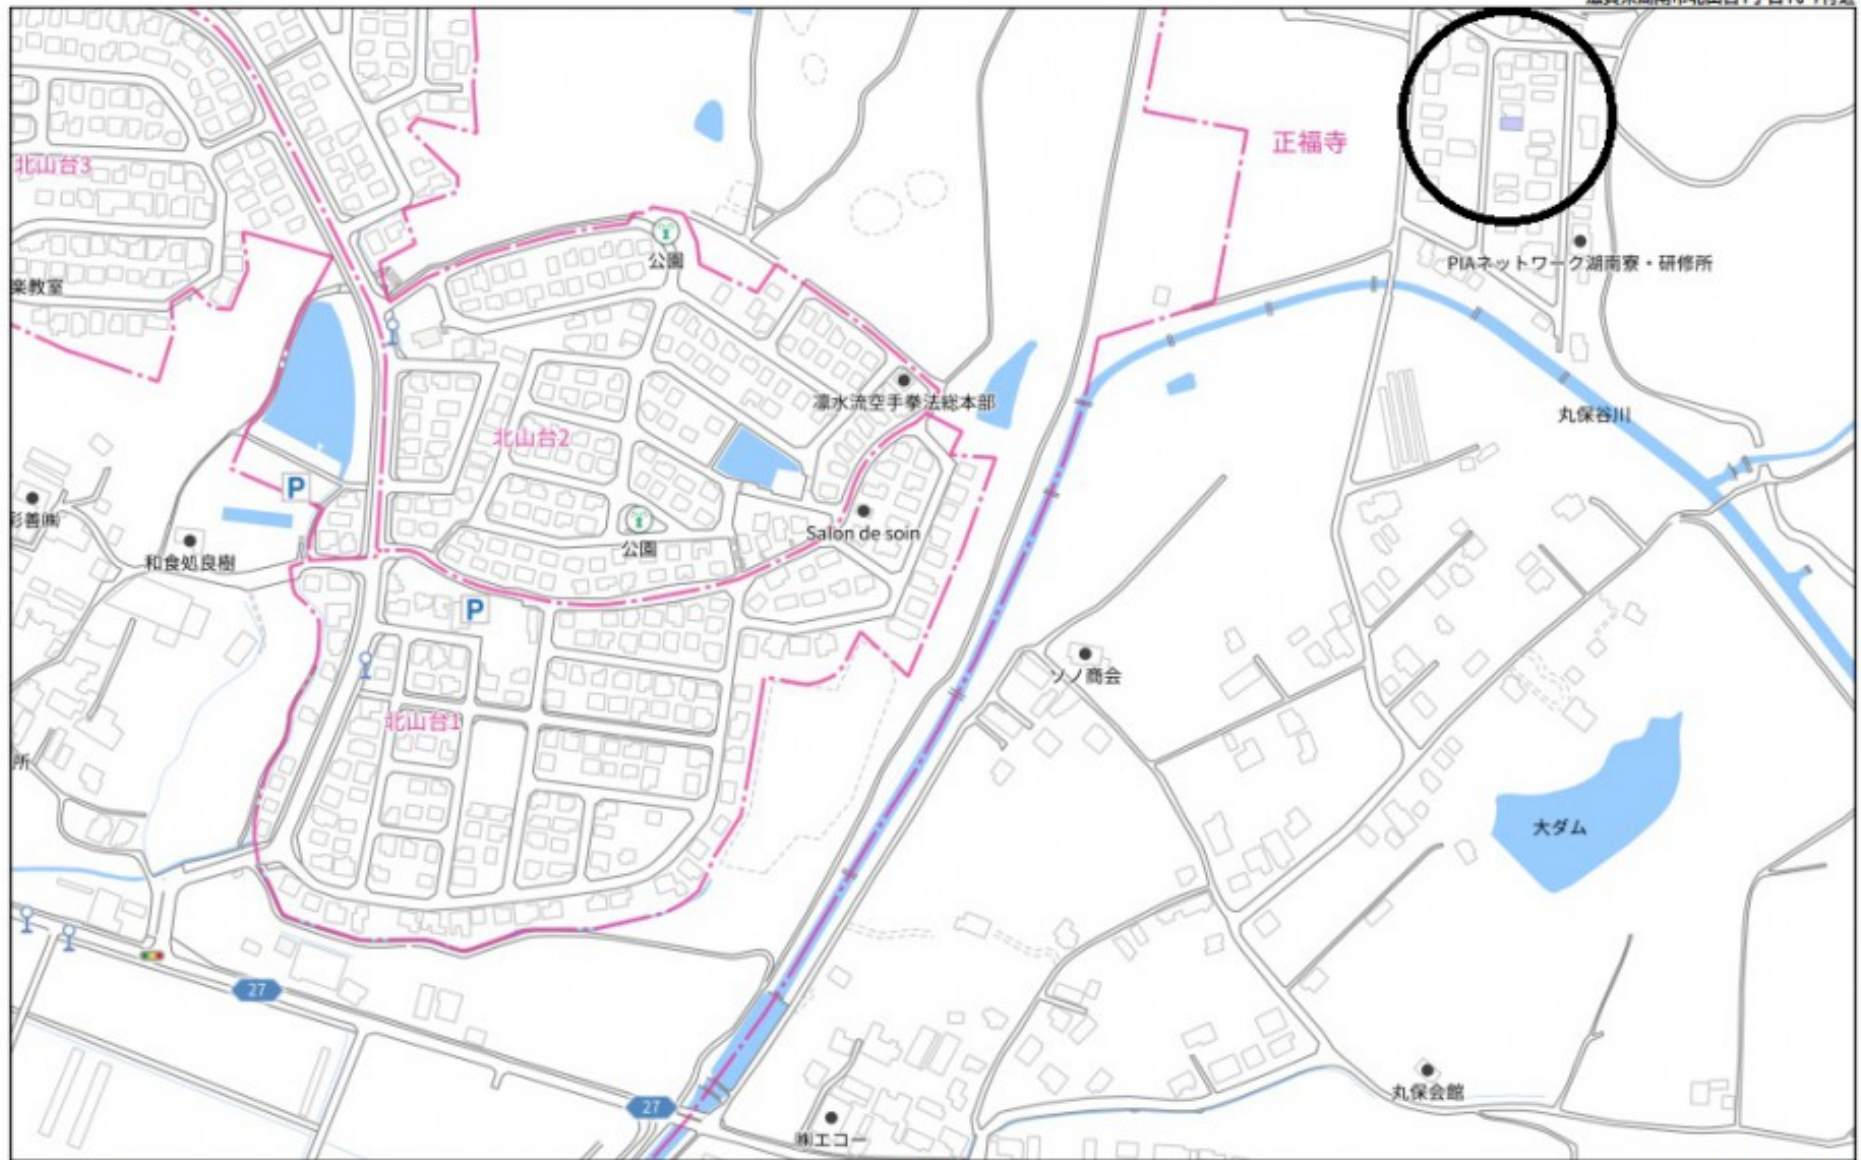 正福寺
北山台3
公園
PIAネットワーク湖南寮・研修所
楽教室
凛水流空手拳法総本部
丸保谷川
北山台2
P
彩善㈱
Salon de soin
公園
和食処良樹
P
ソノ商会
北山台1
所
大ダム
27
丸保会館
27
㈱エコー